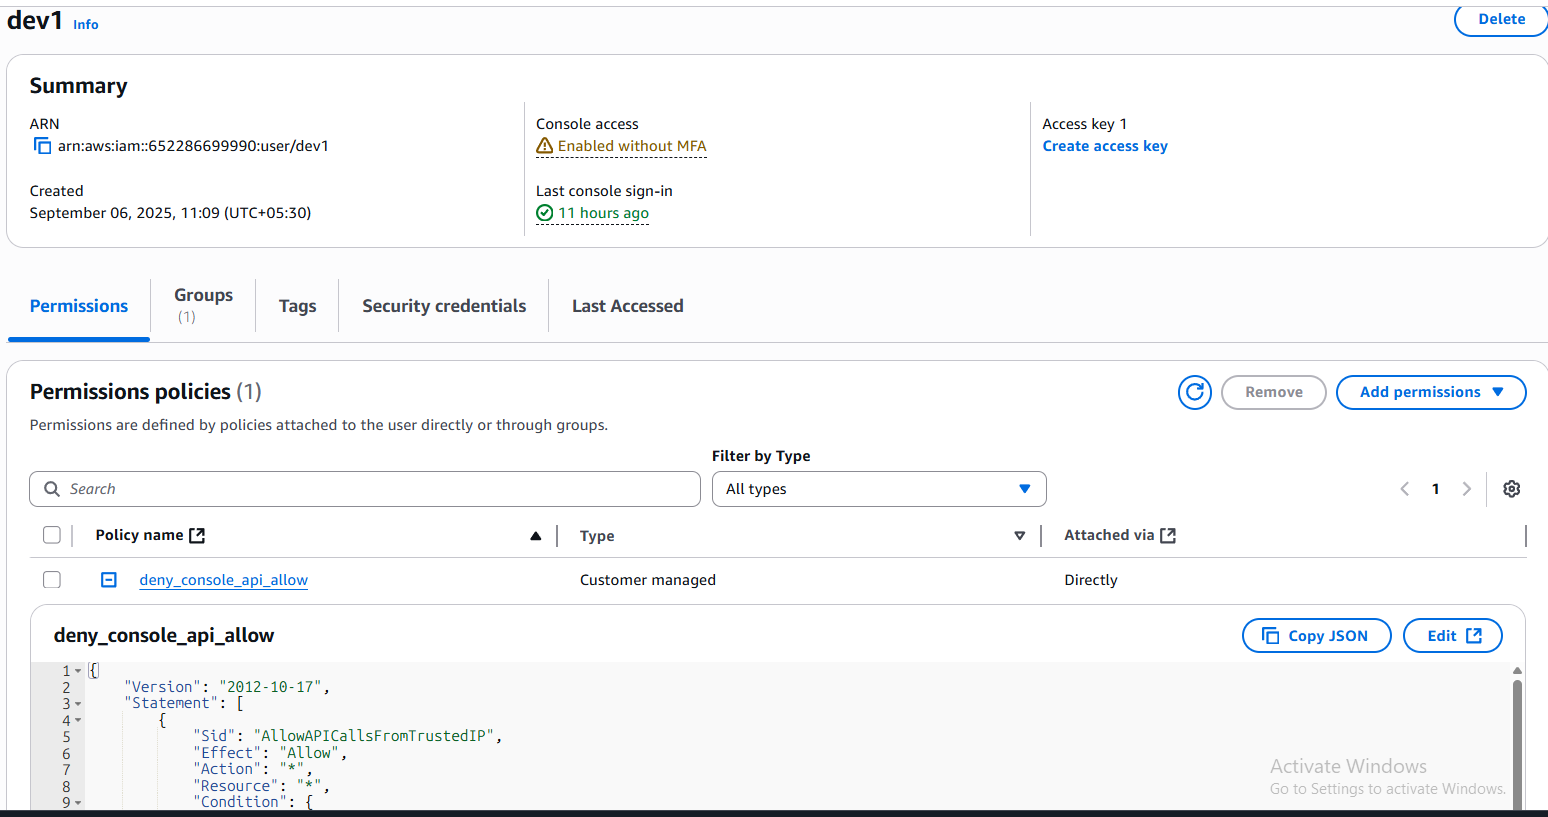 dev1 Info
Delete
Summary
ARN
arn:aws:iam::652286699990:user/dev1
Created
September 06, 2025, 11:09 (UTC+05:30)
Console access
Enabled without MFA
Last console sign-in
11 hours ago
Access key 1
Create access key
Permissions
Groups
(1)
Tags
Security credentials
Last Accessed
Permissions policies (1)
Remove
Add permissions
Permissions are defined by policies attached to the user directly or through groups.
Filter by Type
Search
All types
1
Policy name
Type
Attached via
deny_console_api_allow
Customer managed
Directly
deny_console_api_allow
Copy JSON
Edit
1 {
2 "Version": "2012-10-17",
3 "Statement": [
4 {
5 "Sid": "AllowAPICallsFromTrustedIP",
6 "Effect": "Allow",
7 "Action": "*",
8 "Resource": "*",
9 "Condition": {
Activate Windows
Go to Settings to activate Windows.